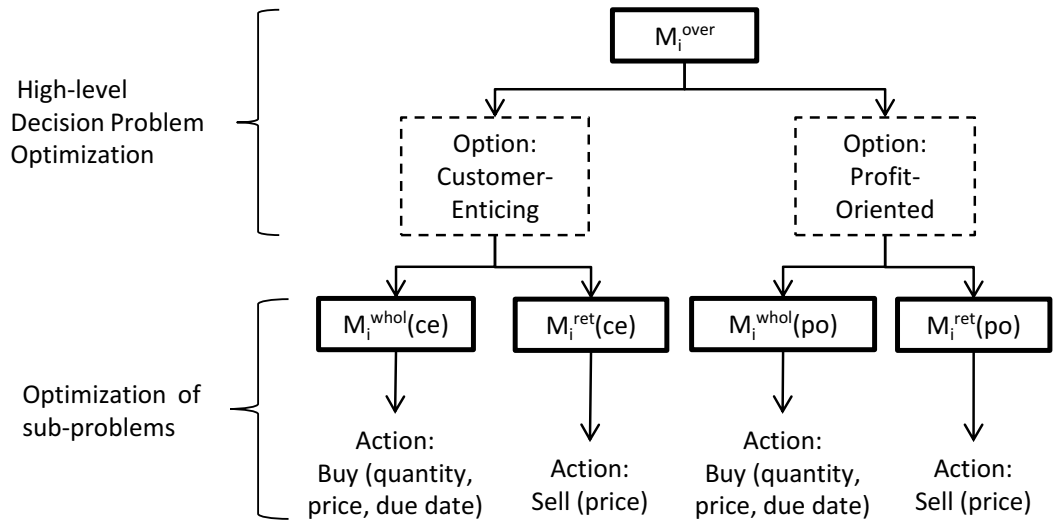 M_i^over
High-level
Decision Problem
Optimization
Option:
Customer-
Enticing
Option:
Profit-
Oriented
M_i^whol(ce)
M_i^ret(ce)
M_i^whol(po)
M_i^ret(po)
Optimization of
sub-problems
Action:
Buy (quantity,
price, due date)
Action:
Sell (price)
Action:
Buy (quantity,
price, due date)
Action:
Sell (price)